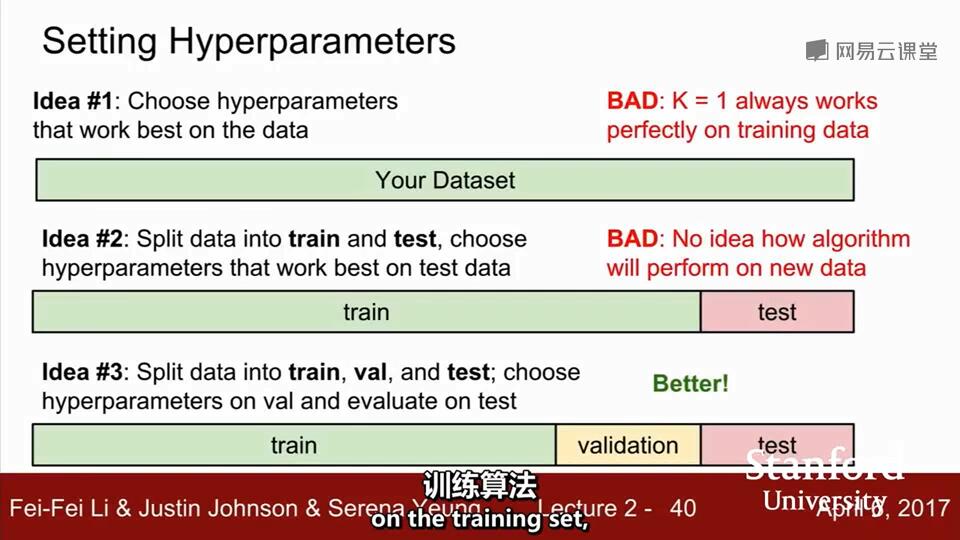 Setting Hyperparameters
网易云课堂
Idea #1: Choose hyperparameters
that work best on the data
BAD: K = 1 always works
perfectly on training data
Your Dataset
Idea #2: Split data into train and test, choose
hyperparameters that work best on test data
BAD: No idea how algorithm
will perform on new data
train
test
Idea #3: Split data into train, val, and test; choose
hyperparameters on val and evaluate on test
Better!
train
validation
test
Stanford
University
训练算法
Fei-Fei Li & Justin Johnson & Serena Yeung
Lecture 2 - 40
April 6, 2017
on the training set,